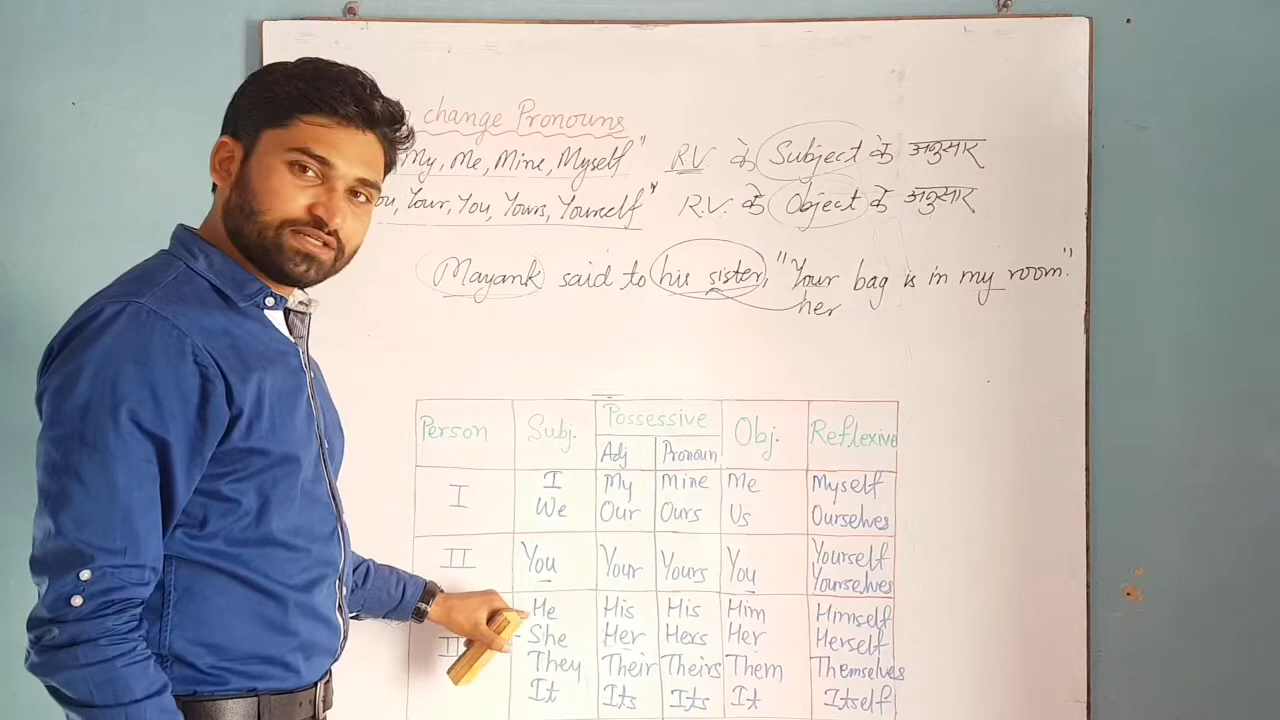 change Pronouns
My, Me, Mine, Myself" R.V. के Subject के अनुसार
Your, You, Yours, Yourself" R.V. के Object के अनुसार
Mayank said to his sister, "Your bag is in my room."
her
Person Subj. Possessive Obj. Reflexive
Adj Pronoun
I I My Mine Me Myself
We Our Ours Us Ourselves
II You Your Yours You Yourself
Yourselves
He His His Him Himself
She Her Hers Her Herself
They Their Theirs Them Themselves
It Its Its It Itself